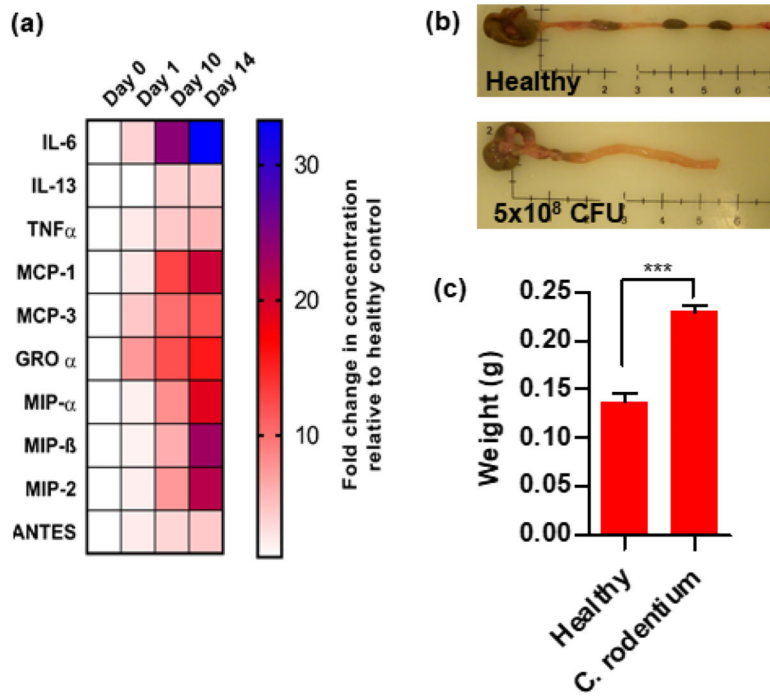 (a)
Day 0
Day 1
Day 10
Day 14
IL-6
IL-13
TNFα
MCP-1
MCP-3
GRO α
MIP-α
MIP-ß
MIP-2
ANTES
30
20
10
Fold change in concentration
relative to healthy control
(b)
Healthy
1 2 3 4 5 6
2
5x10⁸ CFU
1 2 3 4 5 6
(c)
***
Weight (g)
0.25
0.20
0.15
0.10
0.05
0.00
Healthy
C. rodentium